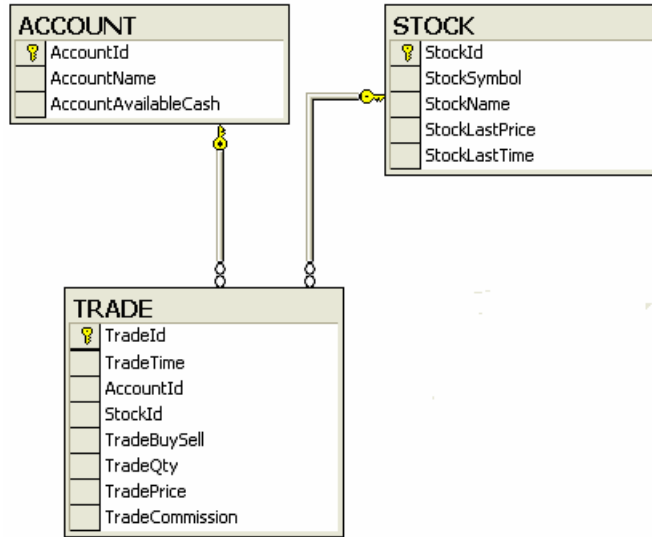 ACCOUNT
AccountId
AccountName
AccountAvailableCash
STOCK
StockId
StockSymbol
StockName
StockLastPrice
StockLastTime
TRADE
TradeId
TradeTime
AccountId
StockId
TradeBuySell
TradeQty
TradePrice
TradeCommission